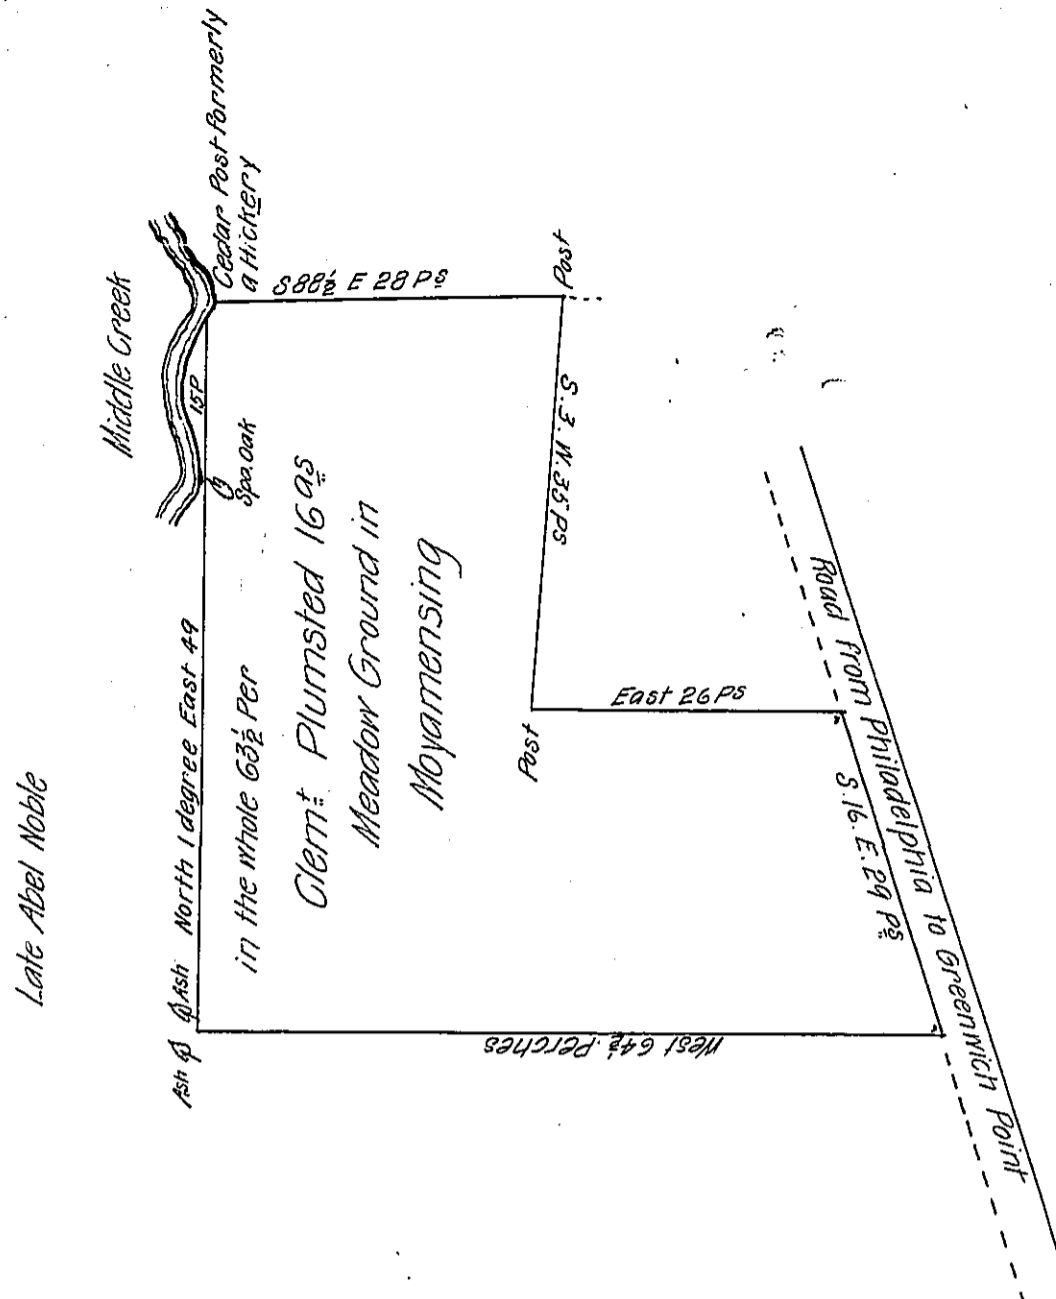 Late Abel Noble
Middle Creek
Cedar Post formerly
a Hickery
S 88½ E 28 Ps
Post
15P
Spa. Oak
North 1 degree East 49
Ash
Ash
in the whole 63½ Per
Clemt Plumsted 16 as
Meadow Ground in
Moyamensing
S. 3. W. 35 ps
Post
East 26 Ps
S. 16. E. 29 Ps
West 64½ Perches
Road from Philadelphia to Greenwich Point